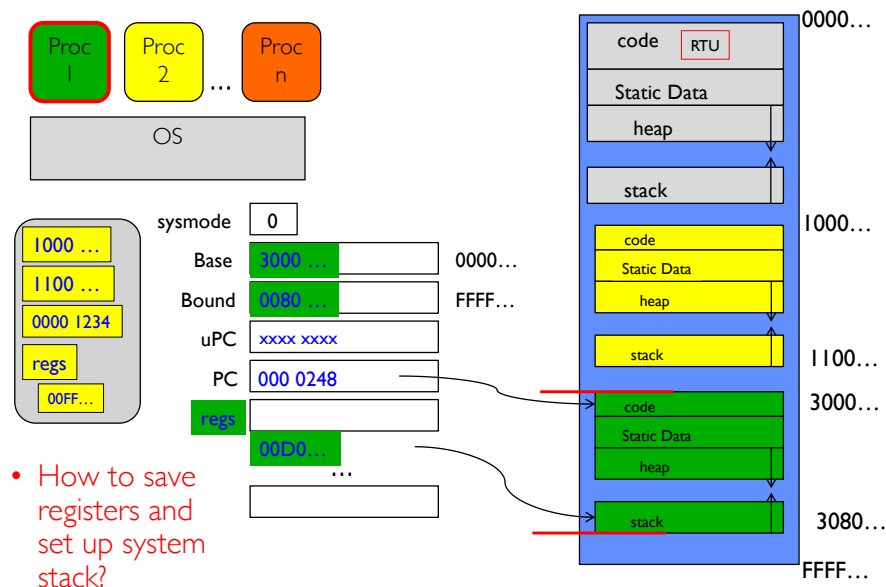 Proc
1
Proc
2
...
Proc
n
OS
1000 ...
1100 ...
0000 1234
regs
00FF...
sysmode
0
Base
3000 ...
0000...
Bound
0080 ...
FFFF...
uPC
xxxx xxxx
PC
000 0248
regs
00D0...
...
• How to save
registers and
set up system
stack?
0000...
code
RTU
Static Data
heap
stack
1000...
code
Static Data
heap
stack
1100...
3000...
code
Static Data
heap
stack
3080...
FFFF...